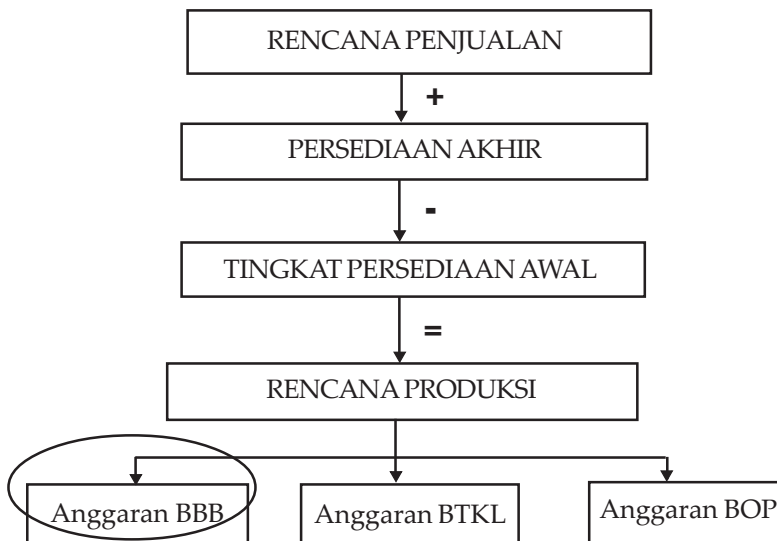 RENCANA PENJUALAN
+
PERSEDIAAN AKHIR
-
TINGKAT PERSEDIAAN AWAL
=
RENCANA PRODUKSI
Anggaran BBB
Anggaran BTKL
Anggaran BOP